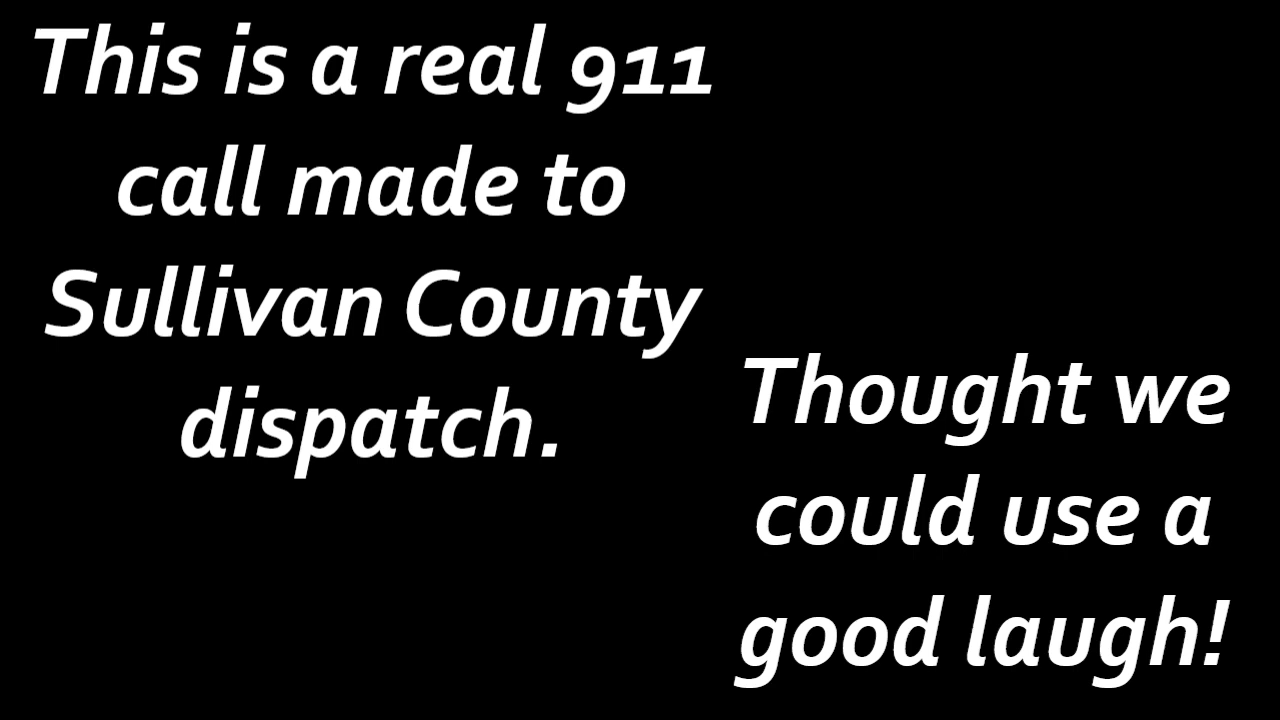 This is a real 911
call made to
Sullivan County
dispatch.
Thought we
could use a
good laugh!